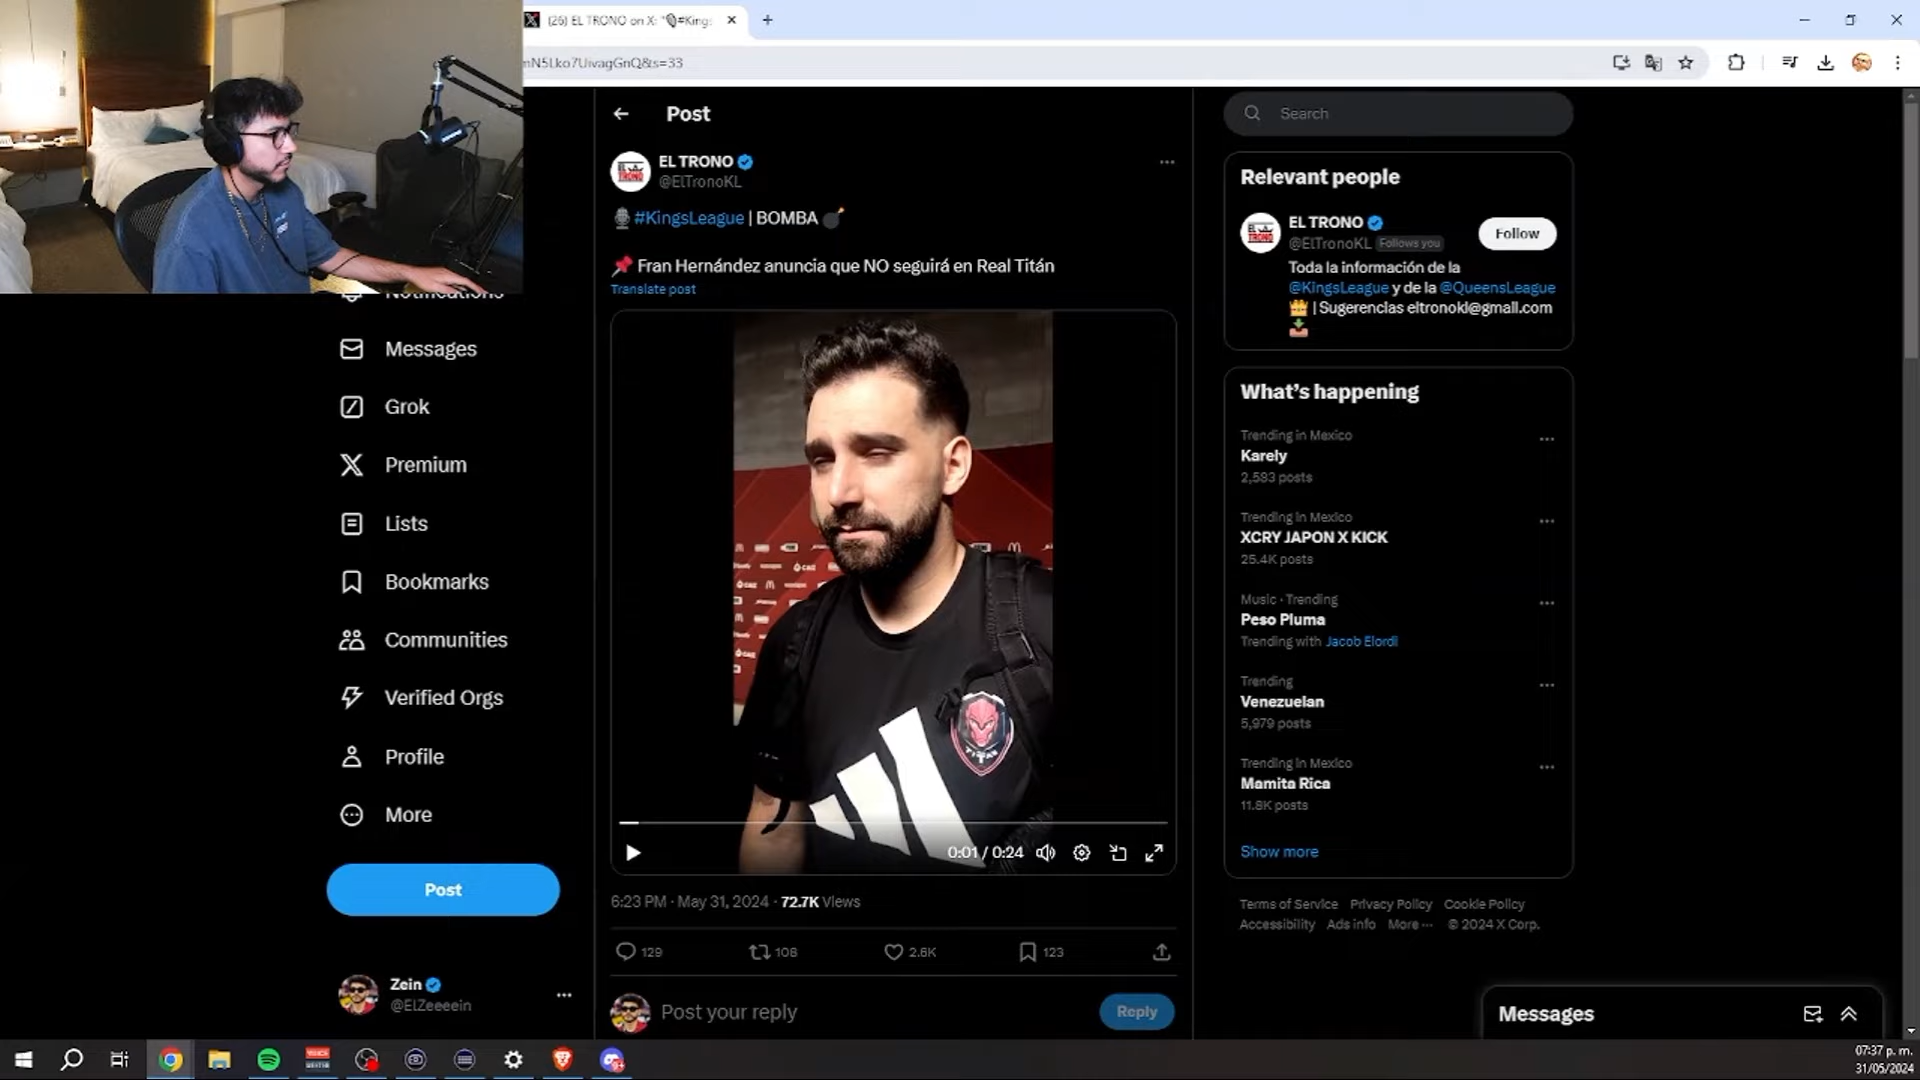 (26) EL TRONO on X: "🎙#Kings
nN5Lko7UivagGnQ&s=33
Post
Search
EL TRONO
@ElTronoKL
🎙#KingsLeague | BOMBA 💣
📌 Fran Hernández anuncia que NO seguirá en Real Titán
Translate post
TITAN
0:01 / 0:24
6:23 PM · May 31, 2024 · 72.7K Views
129
108
2.6K
123
Post your reply
Reply
Notifications
Messages
Grok
Premium
Lists
Bookmarks
Communities
Verified Orgs
Profile
More
Post
Zein
@ElZeeeein
Relevant people
EL TRONO
@ElTronoKL Follows you
Follow
Toda la información de la
@KingsLeague y de la @QueensLeague
👑 | Sugerencias eltronokl@gmail.com
📥
What's happening
Trending in Mexico
Karely
2,593 posts
Trending in Mexico
XCRY JAPON X KICK
25.4K posts
Music · Trending
Peso Pluma
Trending with Jacob Elordi
Trending
Venezuelan
5,979 posts
Trending in Mexico
Mamita Rica
11.8K posts
Show more
Terms of Service Privacy Policy Cookie Policy
Accessibility Ads info More ··· © 2024 X Corp.
Messages
07:37 p. m.
31/05/2024